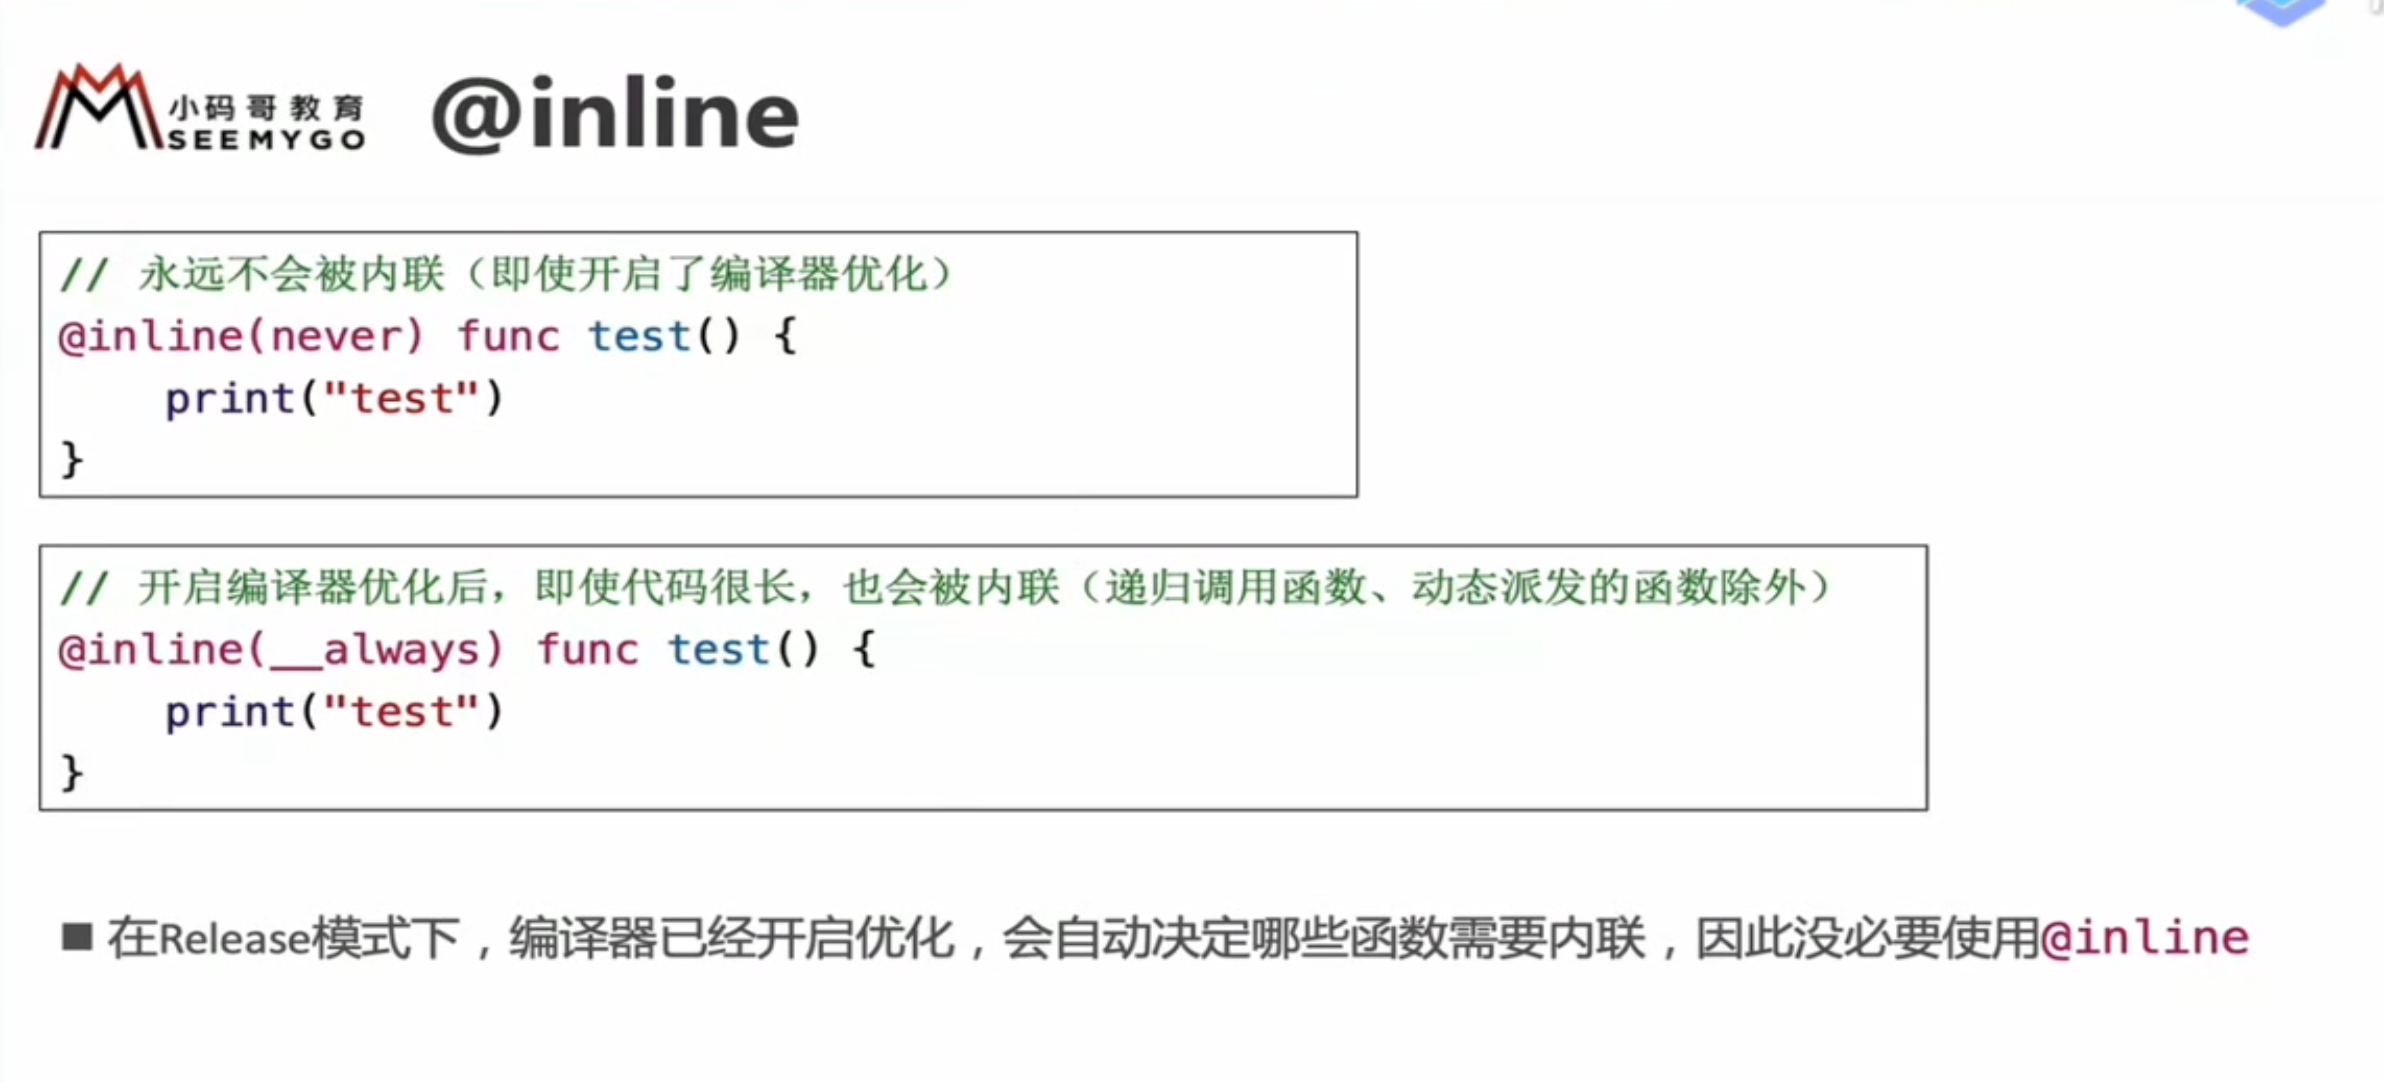 小码哥教育
SEEMYGO
@inline
// 永远不会被内联（即使开启了编译器优化）
@inline(never) func test() {
    print("test")
}
// 开启编译器优化后，即使代码很长，也会被内联（递归调用函数、动态派发的函数除外）
@inline(__always) func test() {
    print("test")
}
■ 在Release模式下，编译器已经开启优化，会自动决定哪些函数需要内联，因此没必要使用@inline